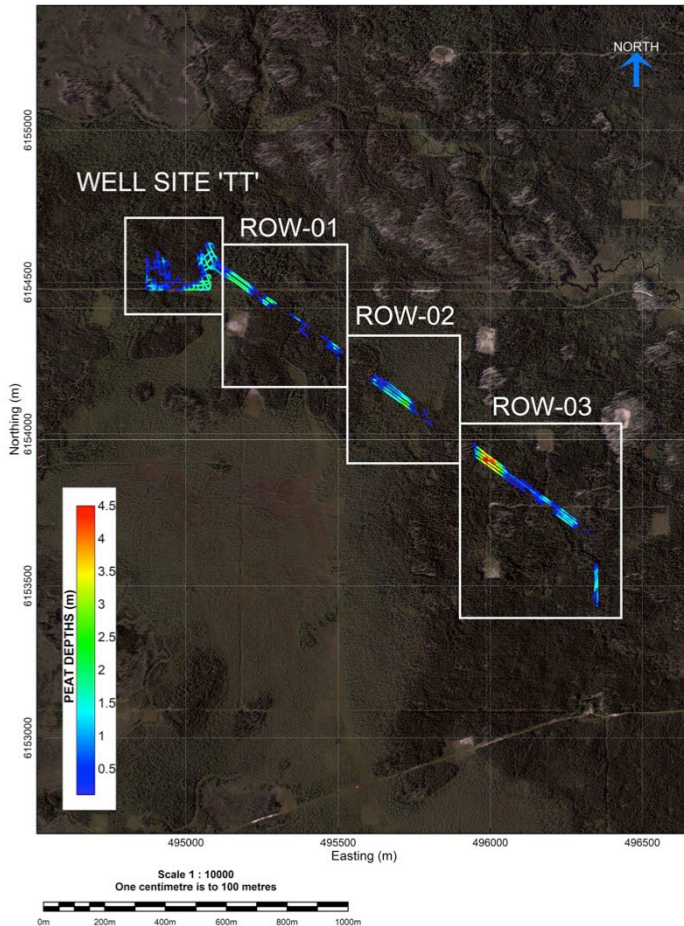 NORTH
6155000
WELL SITE 'TT'
ROW-01
6154500
ROW-02
ROW-03
Northing (m)
6154000
4.5
4
3.5
3
2.5
2
1.5
1
0.5
PEAT DEPTHS (m)
6153500
6153000
495000 495500 496000 496500
Easting (m)
Scale 1 : 10000
One centimetre is to 100 metres
0m 200m 400m 600m 800m 1000m